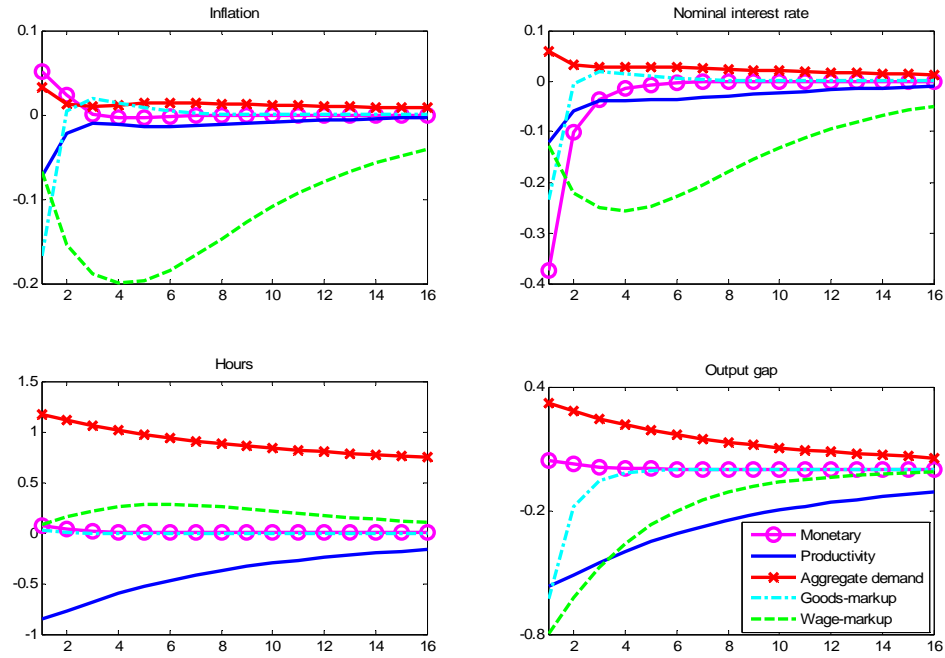 Inflation
0.1
0
-0.1
-0.2
2 4 6 8 10 12 14 16
Nominal interest rate
0.1
0
-0.1
-0.2
-0.3
-0.4
2 4 6 8 10 12 14 16
Hours
1.5
1
0.5
0
-0.5
-1
2 4 6 8 10 12 14 16
Output gap
0.4
-0.2
-0.8
2 4 6 8 10 12 14 16
Monetary
Productivity
Aggregate demand
Goods-markup
Wage-markup